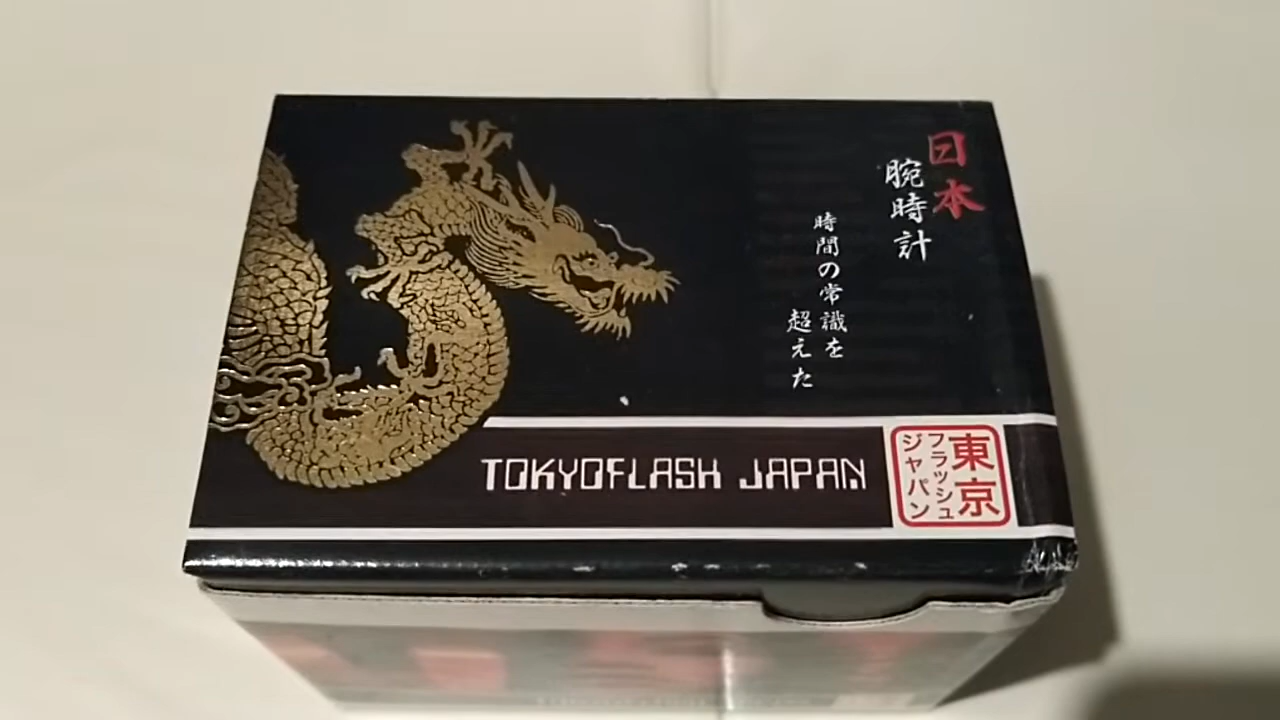 日本
腕時計
時間の常識を
超えた
TOKYOFLASH JAPAN
東京
フラッシュ
ジャパン